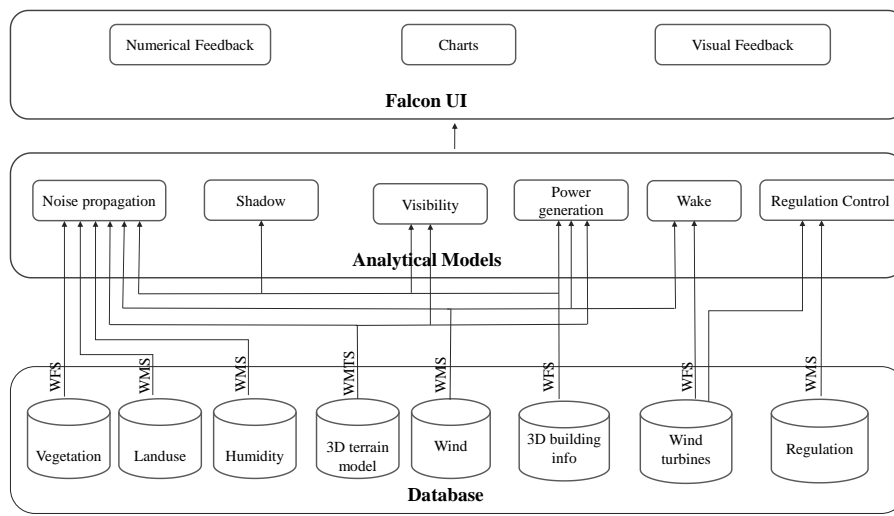 Numerical Feedback
Charts
Visual Feedback
Falcon UI
Noise propagation
Shadow
Visibility
Power
generation
Wake
Regulation Control
Analytical Models
WFS
WMS
WMS
WMTS
WMS
WFS
WFS
WMS
Vegetation
Landuse
Humidity
3D terrain
model
Wind
3D building
info
Wind
turbines
Regulation
Database